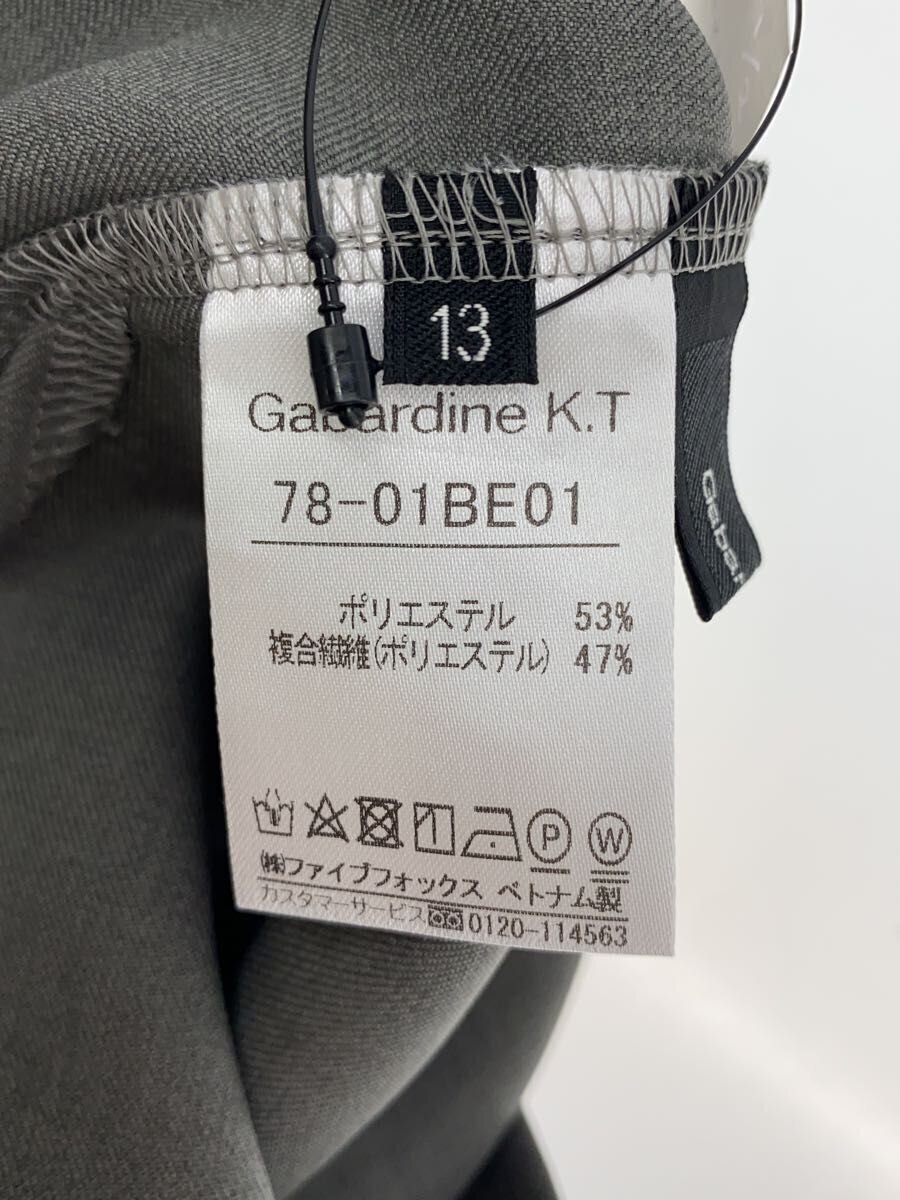 13
Gabardine K.T
78-01BE01
ポリエステル 53%
複合繊維(ポリエステル) 47%
P W
(株)ファイブフォックス ベトナム製
カスタマーサービス 0120-114563